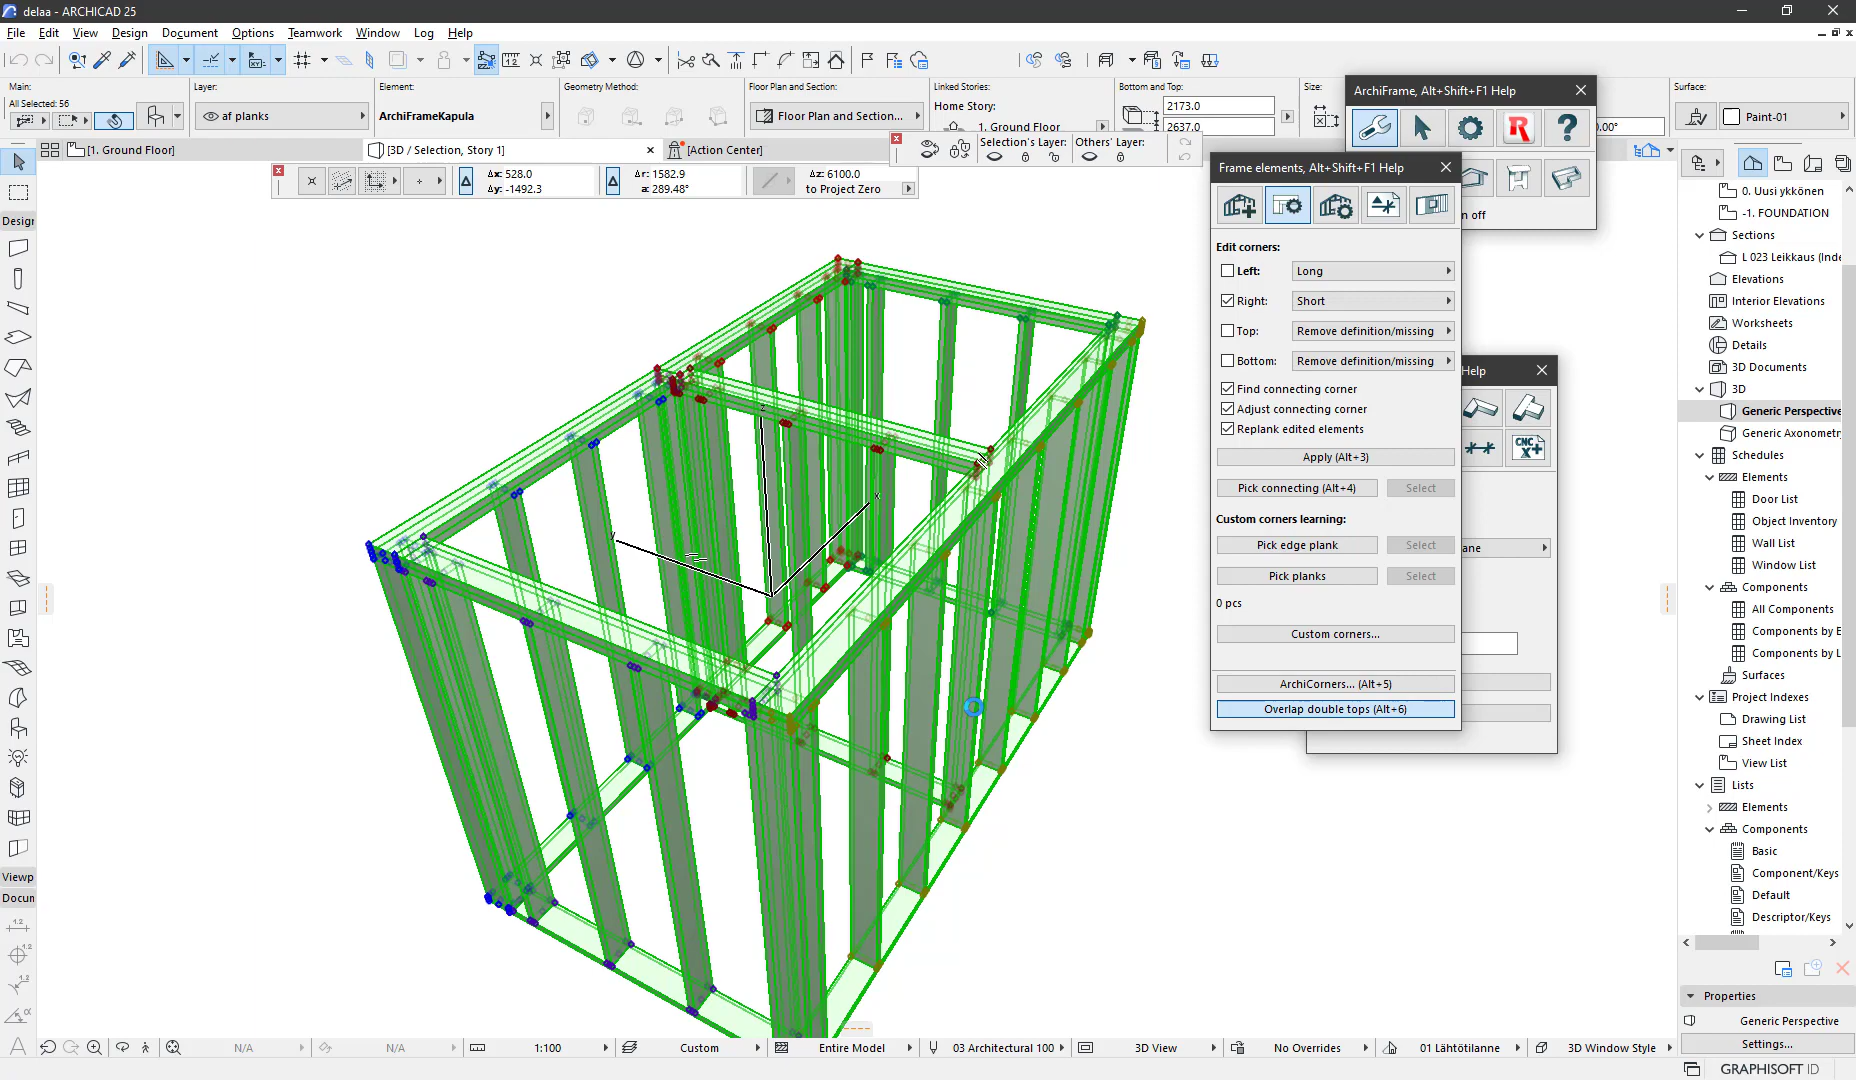 delaa - ARCHICAD 25
File Edit View Design Document Options Teamwork Window Log Help
Main:
All Selected: 56
Layer:
af planks
Element:
ArchiFrameKapula
Geometry Method:
Floor Plan and Section:
Floor Plan and Section...
Linked Stories:
Home Story:
1. Ground Floor
Bottom and Top:
2173.0
2637.0
Size:
0.00°
Surface:
Paint-01
[1. Ground Floor]
[3D / Selection, Story 1]
[Action Center]
Selection's Layer:
Others' Layer:
Δx: 528.0
Δy: -1492.3
Δr: 1582.9
a: 289.48°
Δz: 6100.0
to Project Zero
ArchiFrame, Alt+Shift+F1 Help
n off
Frame elements, Alt+Shift+F1 Help
Edit corners:
Left: Long
Right: Short
Top: Remove definition/missing
Bottom: Remove definition/missing
Find connecting corner
Adjust connecting corner
Replank edited elements
Apply (Alt+3)
Pick connecting (Alt+4) Select
Custom corners learning:
Pick edge plank Select
Pick planks Select
0 pcs
Custom corners...
ArchiCorners... (Alt+5)
Overlap double tops (Alt+6)
Help
CNC
ane
Desigr
Viewp
Docun
z
x
y
0. Uusi ykkönen
-1. FOUNDATION
Sections
L 023 Leikkaus (Inde
Elevations
Interior Elevations
Worksheets
Details
3D Documents
3D
Generic Perspective
Generic Axonometr
Schedules
Elements
Door List
Object Inventory
Wall List
Window List
Components
All Components
Components by E
Components by L
Surfaces
Project Indexes
Drawing List
Sheet Index
View List
Lists
Elements
Components
Basic
Component/Keys
Default
Descriptor/Keys
Properties
Generic Perspective
Settings...
N/A
N/A
1:100
Custom
Entire Model
03 Architectural 100
3D View
No Overrides
01 Lähtötilanne
3D Window Style
GRAPHISOFT ID